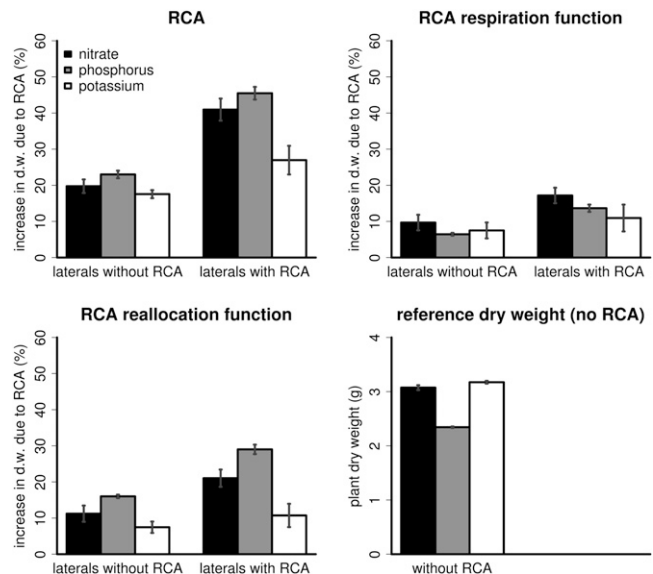 RCA
increase in d.w. due to RCA (%)
60
50
40
30
20
10
0
nitrate
phosphorus
potassium
laterals without RCA laterals with RCA
RCA respiration function
increase in d.w. due to RCA (%)
60
50
40
30
20
10
0
laterals without RCA laterals with RCA
RCA reallocation function
increase in d.w. due to RCA (%)
60
50
40
30
20
10
0
laterals without RCA laterals with RCA
reference dry weight (no RCA)
plant dry weight (g)
4
3
2
1
0
without RCA